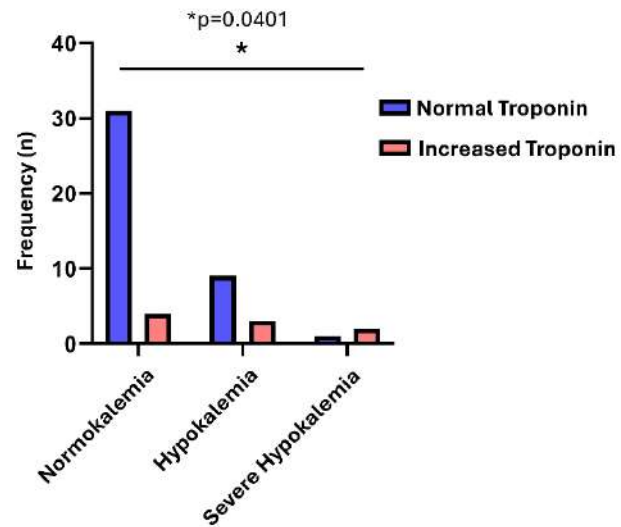 *p=0.0401
*
40
30
20
10
0
Frequency (n)
Normal Troponin
Increased Troponin
Normokalemia
Hypokalemia
Severe Hypokalemia